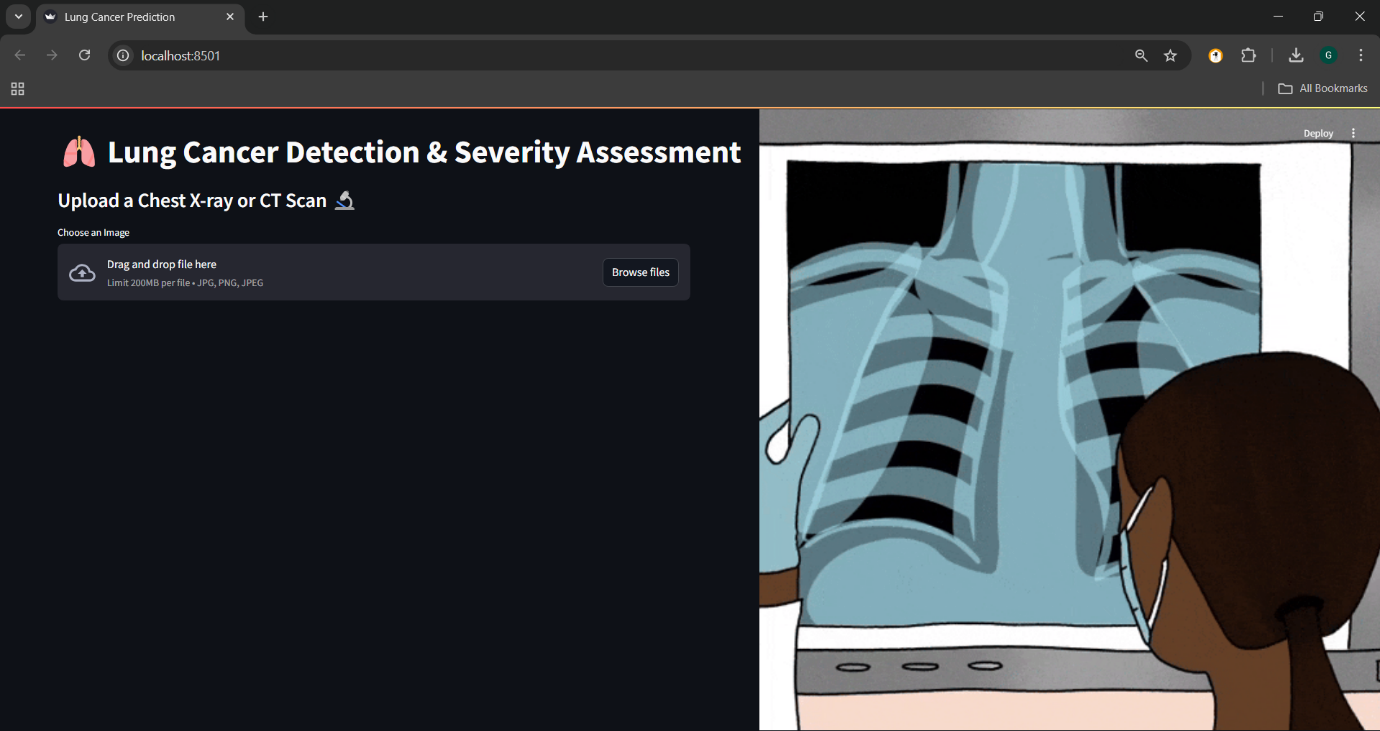 Lung Cancer Prediction
localhost:8501
G
All Bookmarks
Deploy
🫁 Lung Cancer Detection & Severity Assessment
Upload a Chest X-ray or CT Scan 🔬
Choose an Image
Drag and drop file here
Limit 200MB per file • JPG, PNG, JPEG
Browse files